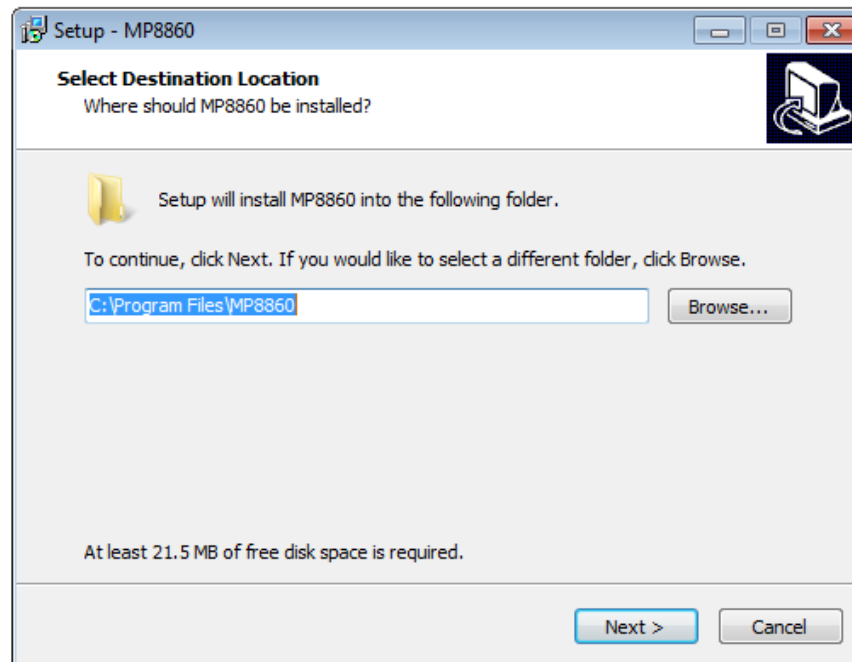 Setup - MP8860
Select Destination Location
Where should MP8860 be installed?
Setup will install MP8860 into the following folder.
To continue, click Next. If you would like to select a different folder, click Browse.
C:\Program Files\MP8860
Browse...
At least 21.5 MB of free disk space is required.
Next >
Cancel